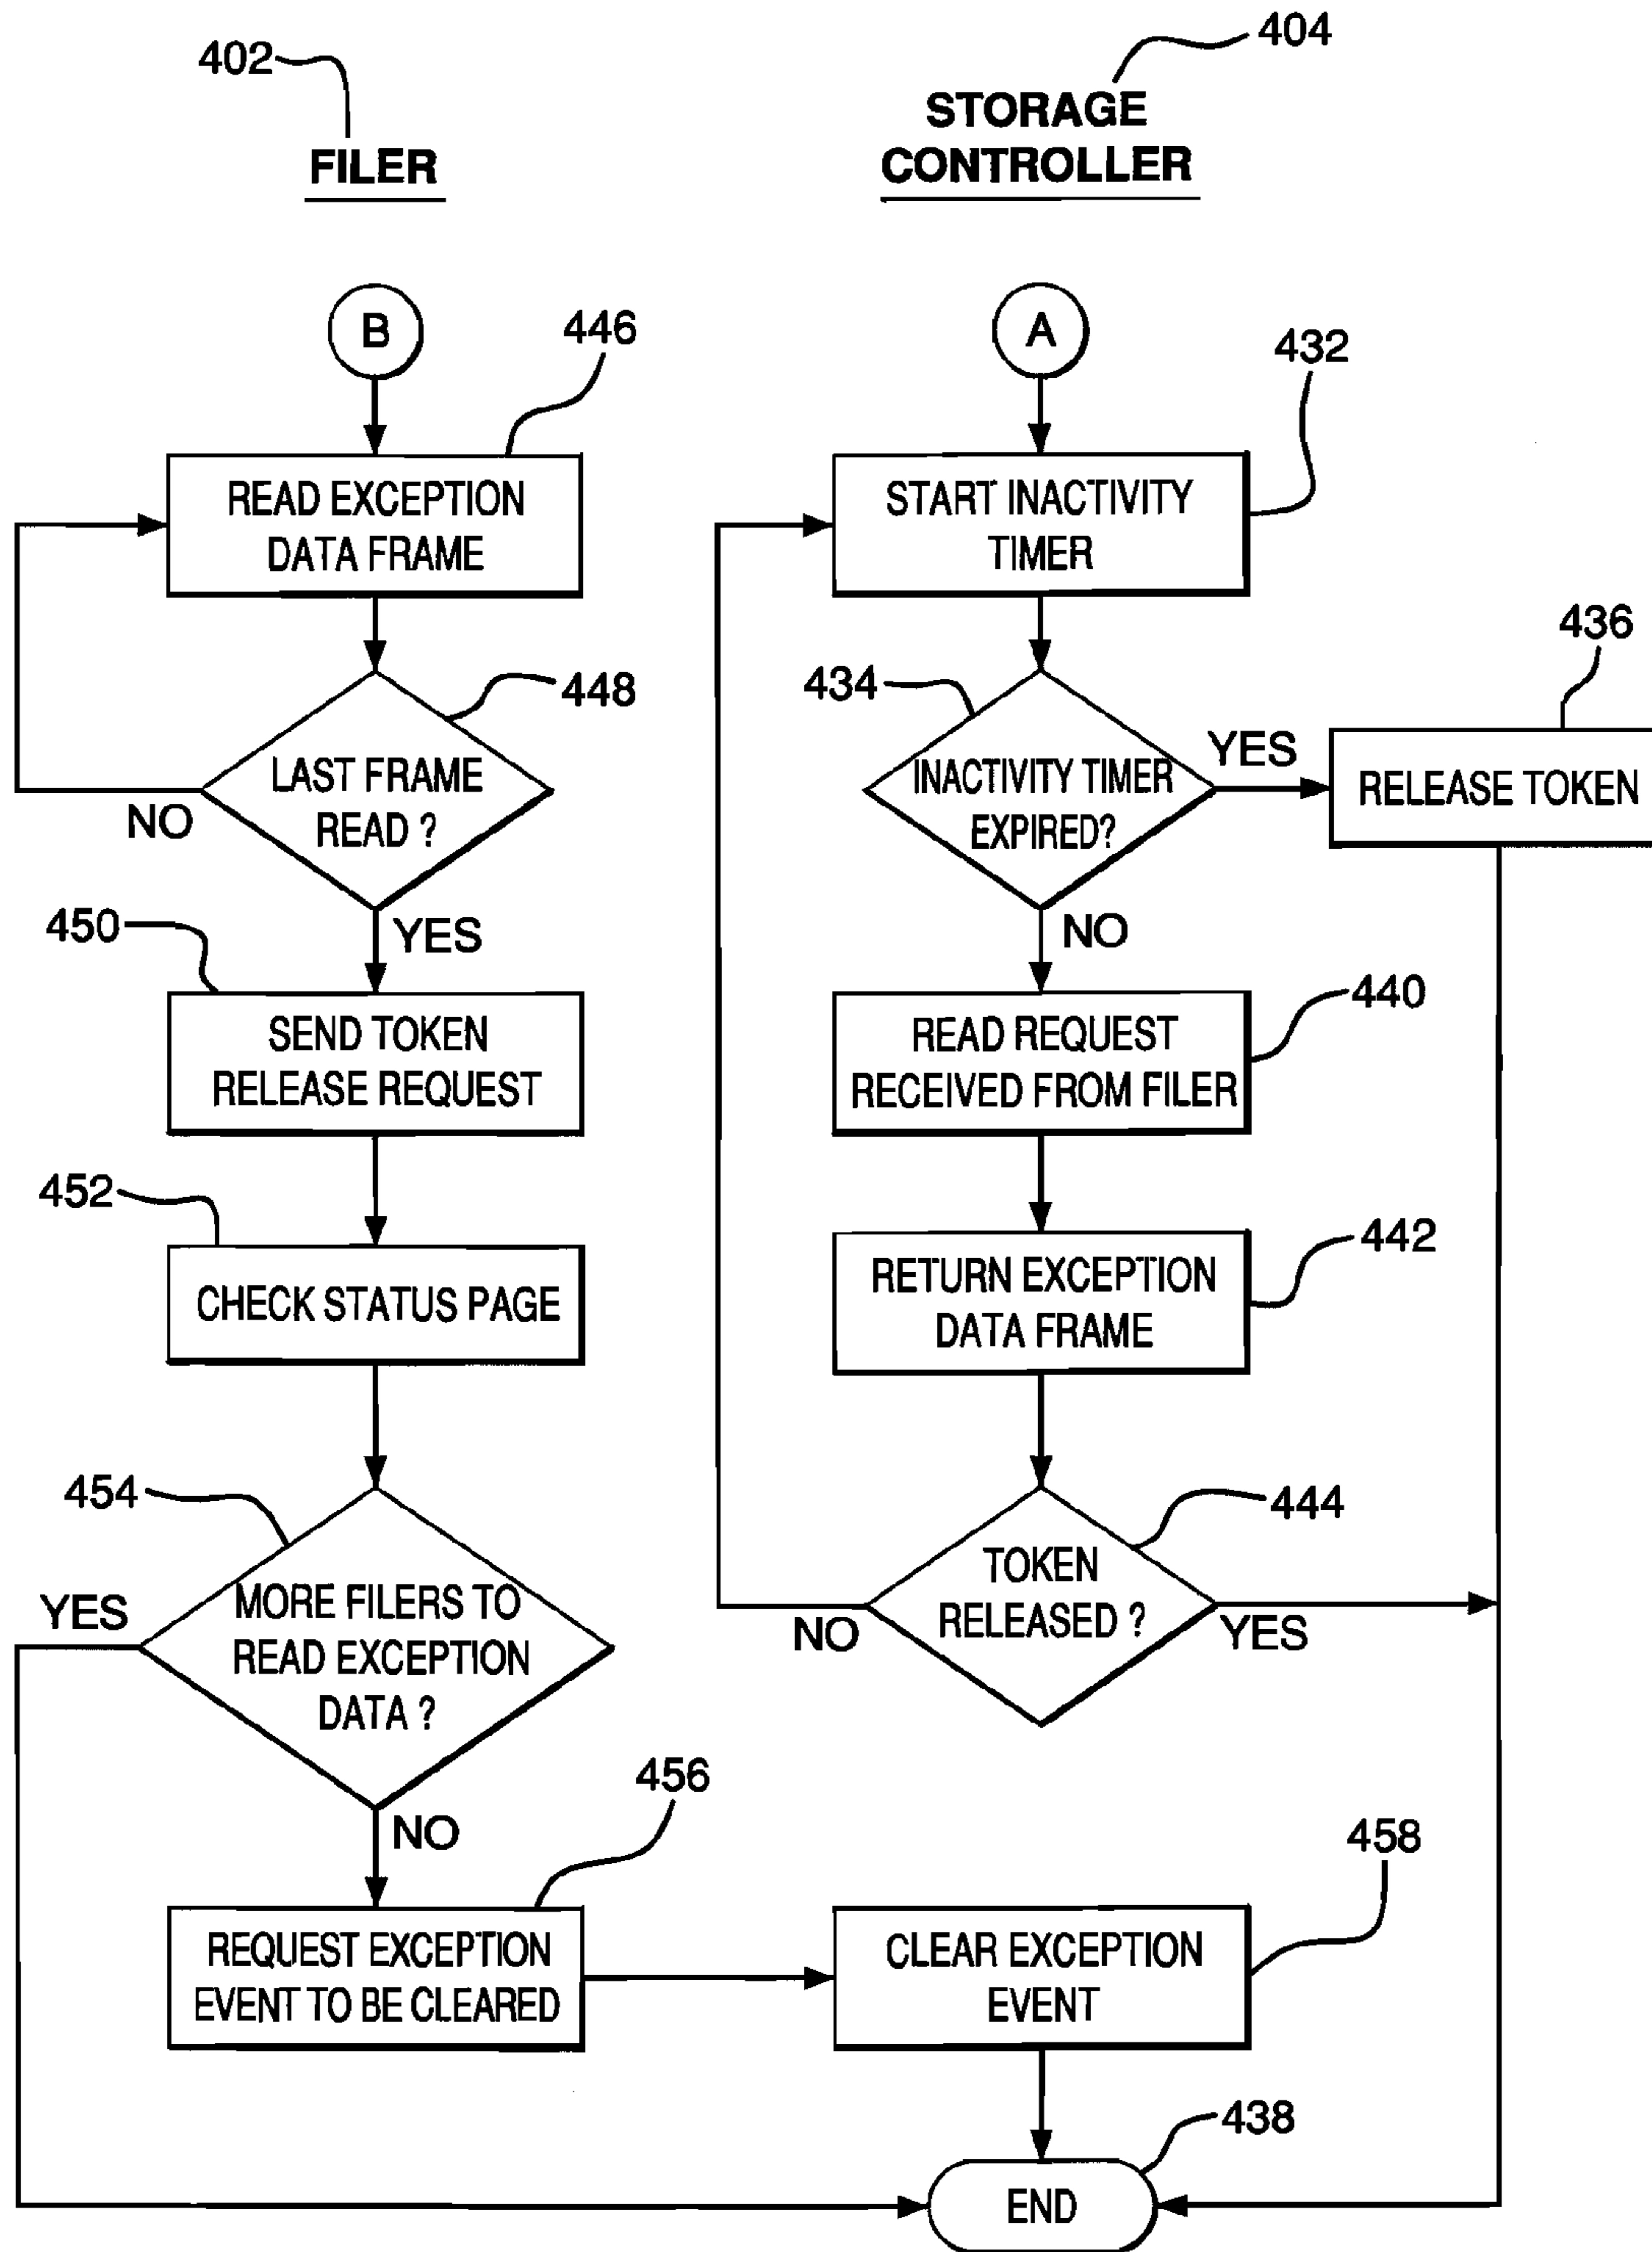 402
404
FILER
STORAGE
CONTROLLER
B
446
A
432
READ EXCEPTION
DATA FRAME
START INACTIVITY
TIMER
436
448
434
LAST FRAME
READ ?
NO
YES
INACTIVITY TIMER
EXPIRED?
YES
NO
RELEASE TOKEN
450
SEND TOKEN
RELEASE REQUEST
440
READ REQUEST
RECEIVED FROM FILER
452
CHECK STATUS PAGE
442
RETURN EXCEPTION
DATA FRAME
454
444
YES
MORE FILERS TO
READ EXCEPTION
DATA ?
NO
TOKEN
RELEASED ?
NO
YES
456
458
REQUEST EXCEPTION
EVENT TO BE CLEARED
CLEAR EXCEPTION
EVENT
438
END